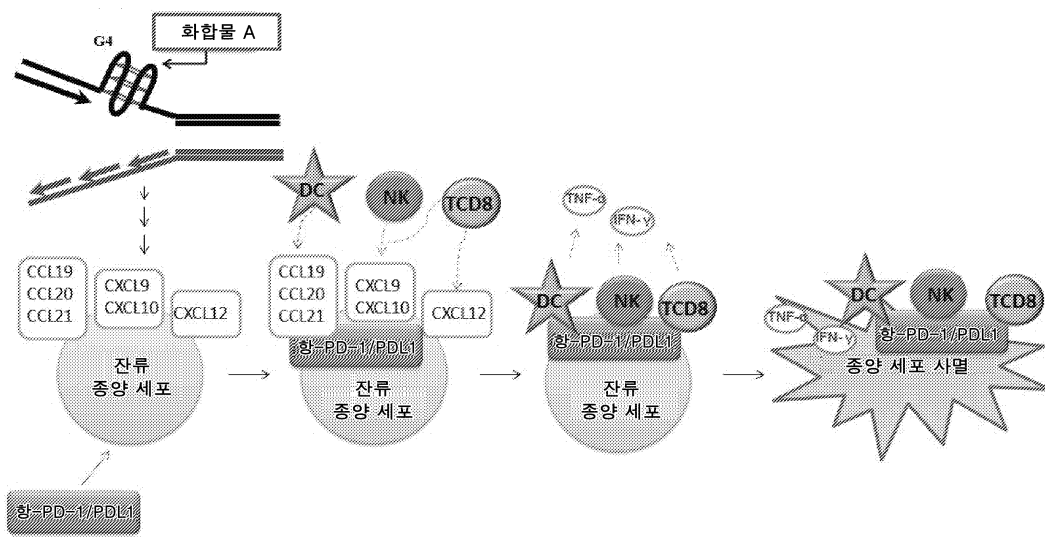 화합물 A
G4
CCL19
CCL20
CCL21
CXCL9
CXCL10
CXCL12
잔류
종양 세포
항-PD-1/PDL1
DC
NK
TCD8
CCL19
CCL20
CCL21
CXCL9
CXCL10
CXCL12
항-PD-1/PDL1
잔류
종양 세포
TNF-α
IFN-γ
DC
NK
TCD8
항-PD-1/PDL1
잔류
종양 세포
DC
NK
TCD8
TNF-α
IFN-γ
항-PD-1/PDL1
종양 세포 사멸